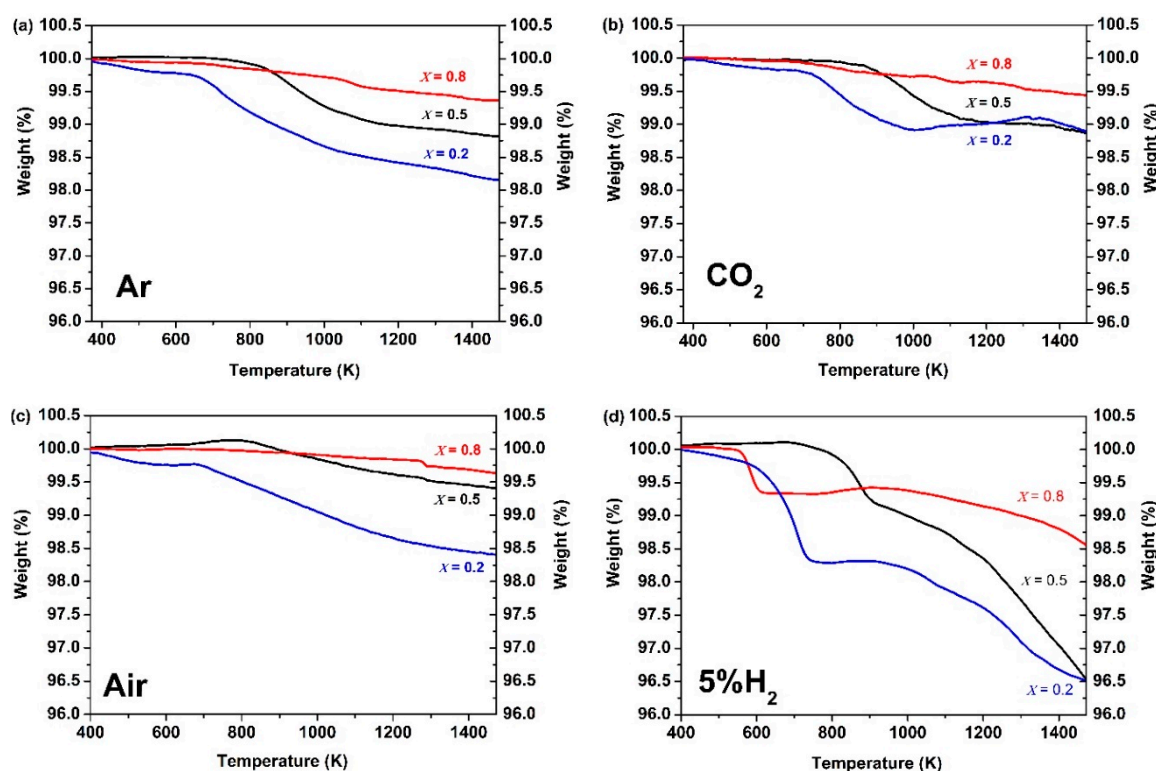 (a)
100.5 100.5
100.0 100.0
99.5 99.5
99.0 99.0
98.5 98.5
98.0 98.0
97.5 97.5
97.0 97.0
96.5 96.5
96.0 96.0
Weight (%)
Weight (%)
X = 0.8
X = 0.5
X = 0.2
Ar
400 600 800 1000 1200 1400
Temperature (K)
(b)
100.5 100.5
100.0 100.0
99.5 99.5
99.0 99.0
98.5 98.5
98.0 98.0
97.5 97.5
97.0 97.0
96.5 96.5
96.0 96.0
Weight (%)
Weight (%)
X = 0.8
X = 0.5
X = 0.2
CO2
400 600 800 1000 1200 1400
Temperature (K)
(c)
100.5 100.5
100.0 100.0
99.5 99.5
99.0 99.0
98.5 98.5
98.0 98.0
97.5 97.5
97.0 97.0
96.5 96.5
96.0 96.0
Weight (%)
Weight (%)
X = 0.8
X = 0.5
X = 0.2
Air
400 600 800 1000 1200 1400
Temperature (K)
(d)
100.5 100.5
100.0 100.0
99.5 99.5
99.0 99.0
98.5 98.5
98.0 98.0
97.5 97.5
97.0 97.0
96.5 96.5
96.0 96.0
Weight (%)
Weight (%)
X = 0.8
X = 0.5
X = 0.2
5%H2
400 600 800 1000 1200 1400
Temperature (K)